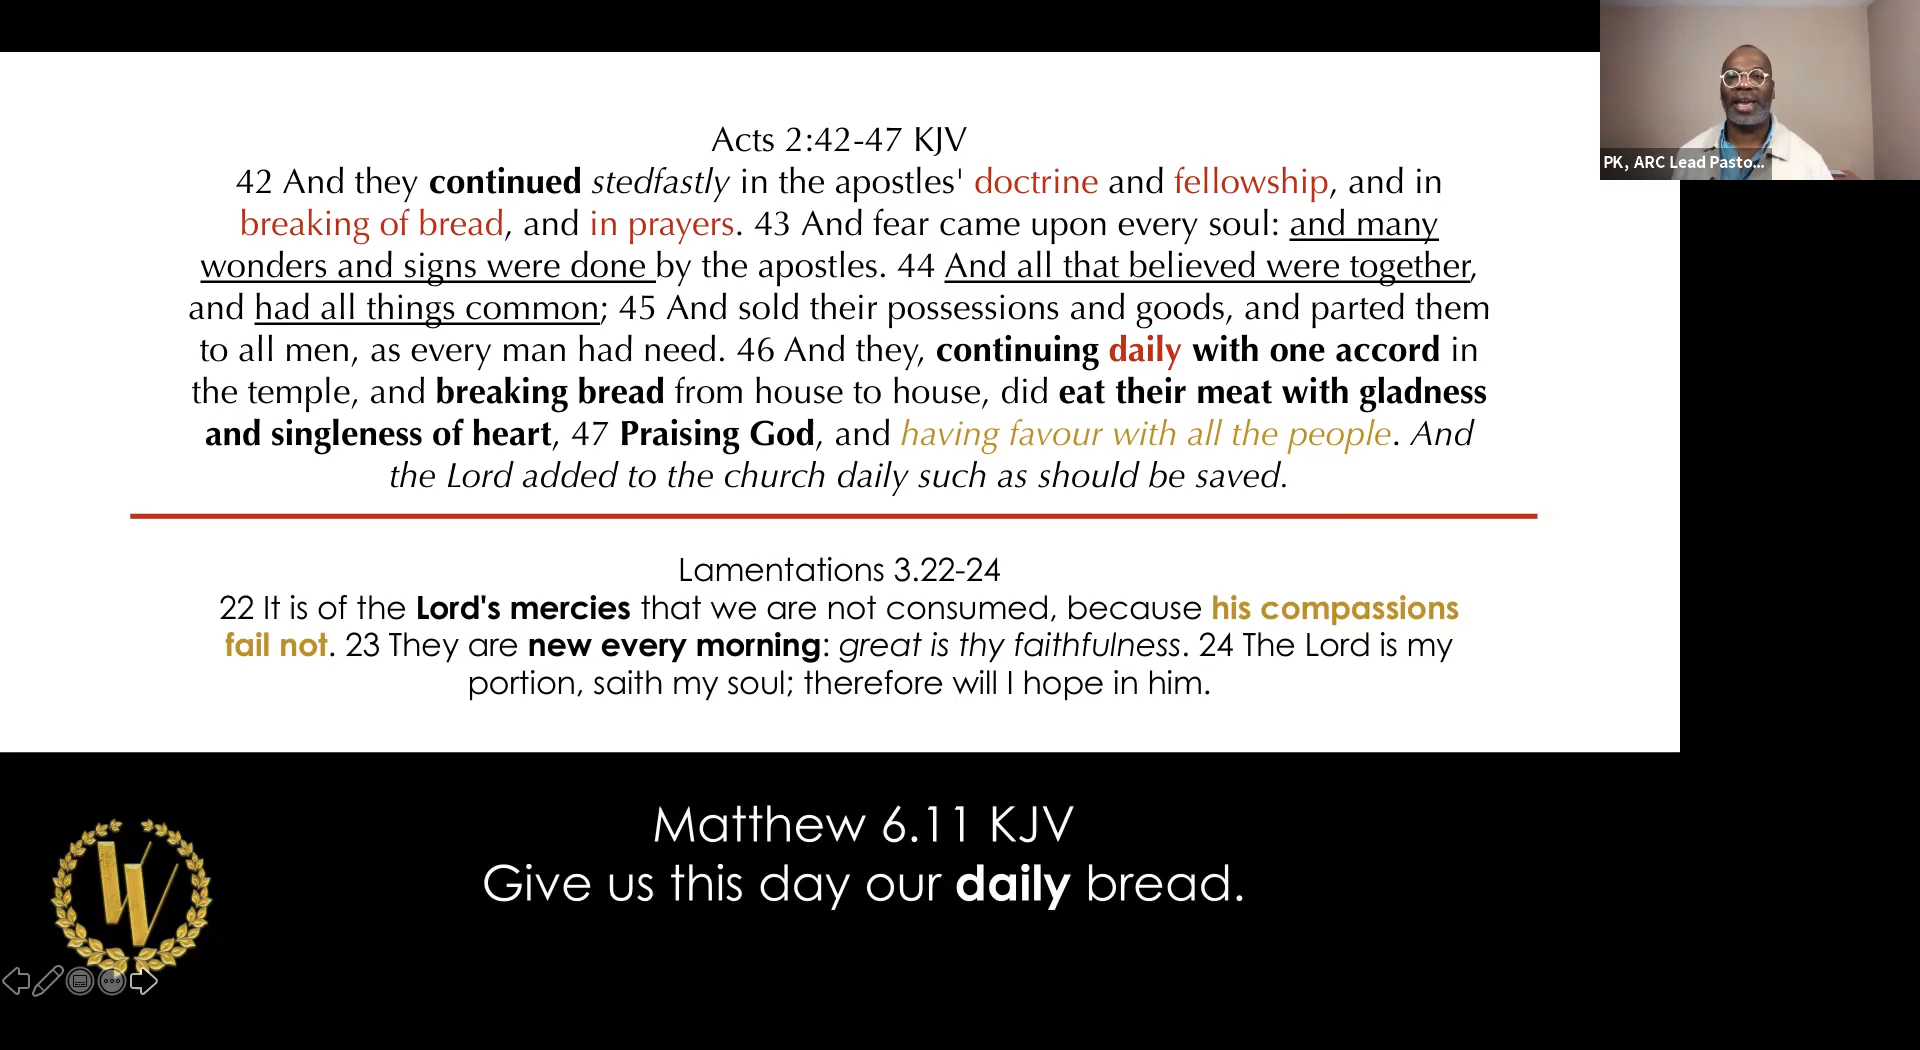 Acts 2:42-47 KJV
42 And they continued stedfastly in the apostles' doctrine and fellowship, and in
breaking of bread, and in prayers. 43 And fear came upon every soul: and many
wonders and signs were done by the apostles. 44 And all that believed were together,
and had all things common; 45 And sold their possessions and goods, and parted them
to all men, as every man had need. 46 And they, continuing daily with one accord in
the temple, and breaking bread from house to house, did eat their meat with gladness
and singleness of heart, 47 Praising God, and having favour with all the people. And
the Lord added to the church daily such as should be saved.
Lamentations 3.22-24
22 It is of the Lord's mercies that we are not consumed, because his compassions
fail not. 23 They are new every morning: great is thy faithfulness. 24 The Lord is my
portion, saith my soul; therefore will I hope in him.
Matthew 6.11 KJV
Give us this day our daily bread.
W
PK, ARC Lead Pasto...